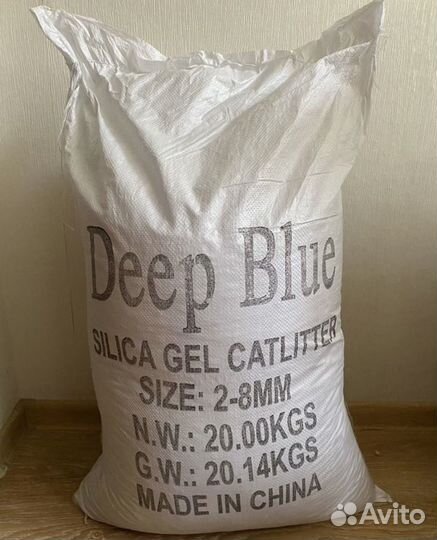 Deep Blue
SILICA GEL CATLITTER
SIZE: 2-8MM
N.W.: 20.00KGS
G.W.: 20.14KGS
MADE IN CHINA
Avito